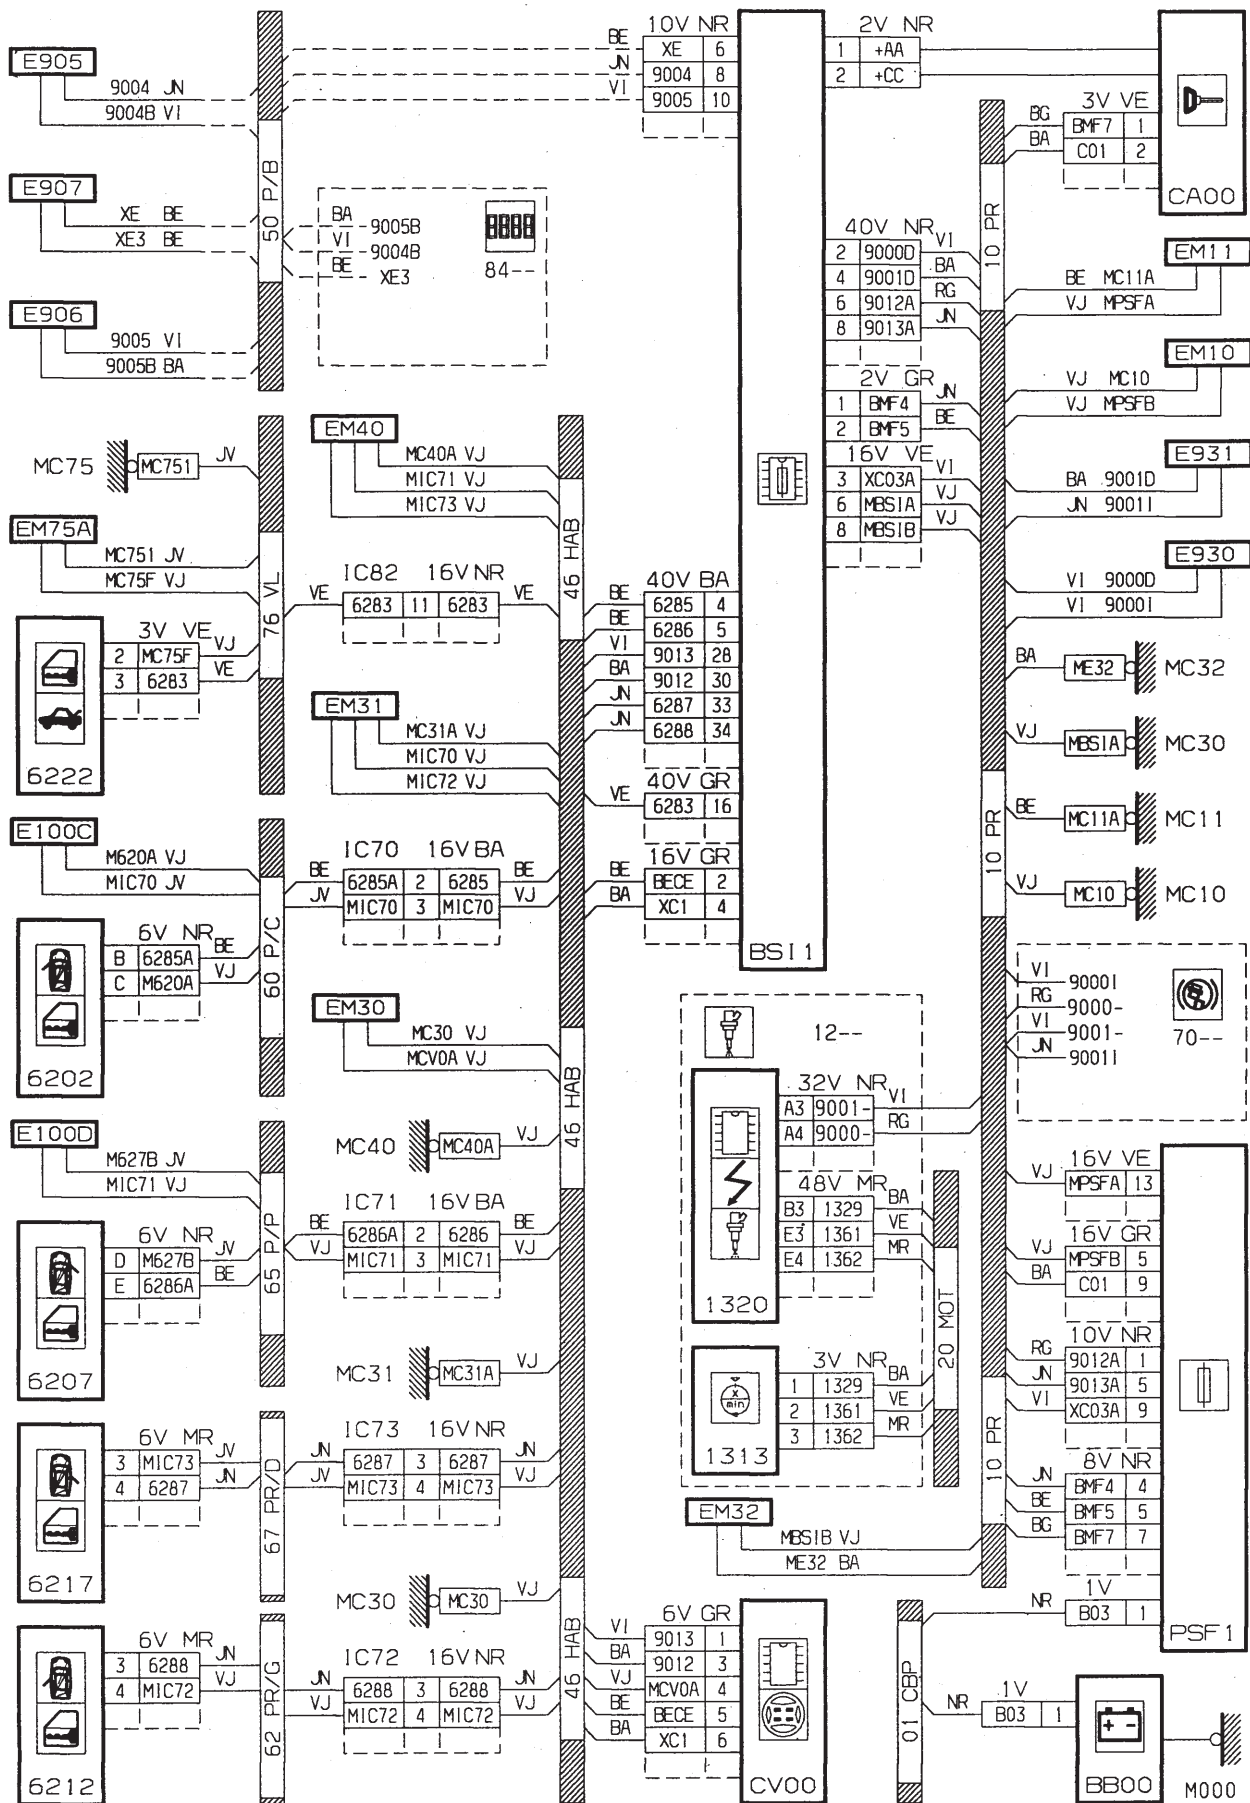 E905
9004 JN
9004B VI
E907
XE BE
XE3 BE
E906
9005 VI
9005B BA
50 P/B
BA 9005B
VI 9004B
BE XE3
84--
BE
JN
VI
10V NR
XE 6
9004 8
9005 10
2V NR
1 +AA
2 +CC
BG
BA
3V VE
BMF7 1
C01 2
CA00
10 PR
40V NR
2 9000D VI
4 9001D BA
6 9012A RG
8 9013A JN
2V GR
1 BMF4 JN
2 BMF5 BE
16V VE
3 XC03A VI
6 MBSIA VJ
8 MBSIB VJ
EM11
BE MC11A
VJ MPSFA
EM10
VJ MC10
VJ MPSFB
E931
BA 9001D
JN 9001I
E930
VI 9000D
VI 9000I
BA ME32 MC32
VJ MBSIA MC30
BE MC11A MC11
VJ MC10 MC10
10 PR
MC75 MC751 JV
EM75A
MC751 JV
MC75F VJ
3V VE
2 MC75F VJ
3 6283 VE
6222
76 VL
EM40
MC40A VJ
MIC71 VJ
MIC73 VJ
46 HAB
IC82 16V NR
VE 6283 11 6283 VE
EM31
MC31A VJ
MIC70 VJ
MIC72 VJ
40V BA
BE 6285 4
BE 6286 5
VI 9013 28
BA 9012 30
JN 6287 33
JN 6288 34
40V GR
VE 6283 16
16V GR
BE BECE 2
BA XC1 4
BSI1
E100C
M620A VJ
MIC70 JV
6V NR
B 6285A BE
C M620A VJ
6202
60 P/C
IC70 16V BA
BE 6285A 2 6285 BE
JV MIC70 3 MIC70 VJ
EM30
MC30 VJ
MCV0A VJ
46 HAB
MC40 MC40A VJ
E100D
M627B JV
MIC71 VJ
6V NR
D M627B JV
E 6286A BE
6207
65 P/P
IC71 16V BA
BE 6286A 2 6286 BE
VJ MIC71 3 MIC71 VJ
MC31 MC31A VJ
6V MR
3 MIC73 JV
4 6287 JN
6217
67 PR/D
IC73 16V NR
JN 6287 3 6287 JN
JV MIC73 4 MIC73 VJ
MC30 MC30 VJ
6V MR
3 6288 JN
4 MIC72 VJ
6212
62 PR/G
IC72 16V NR
JN 6288 3 6288 JN
VJ MIC72 4 MIC72 VJ
46 HAB
6V GR
VI 9013 1
BA 9012 3
VJ MCV0A 4
BE BECE 5
BA XC1 6
CV00
12--
32V NR
A3 9001- VI
A4 9000- RG
48V MR
B3 1329 BA
E3 1361 VE
E4 1362 MR
1320
3V NR
1 1329 BA
2 1361 VE
3 1362 MR
x
min
1313
20 MOT
EM32
MBSIB VJ
ME32 BA
VI 9000I
RG 9000-
VI 9001-
JN 9001I
70--
16V VE
VJ MPSFA 13
16V GR
VJ MPSFB 5
BA C01 9
10V NR
RG 9012A 1
JN 9013A 5
VI XC03A 9
8V NR
JN BMF4 4
BE BMF5 5
BG BMF7 7
1V
NR B03 1
PSF1
10 PR
01 CBP
1V
NR B03 1
+ -
BB00
M000